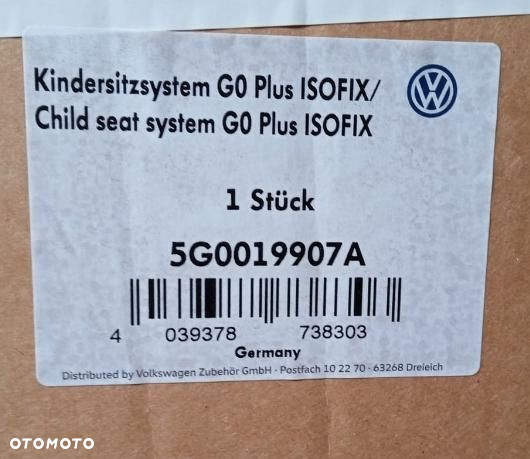 Kindersitzsystem G0 Plus ISOFIX/
Child seat system G0 Plus ISOFIX
1 Stück
5G0019907A
4 039378 738303
Germany
Distributed by Volkswagen Zubehör GmbH · Postfach 10 22 70 · 63268 Dreieich
OTOMOTO